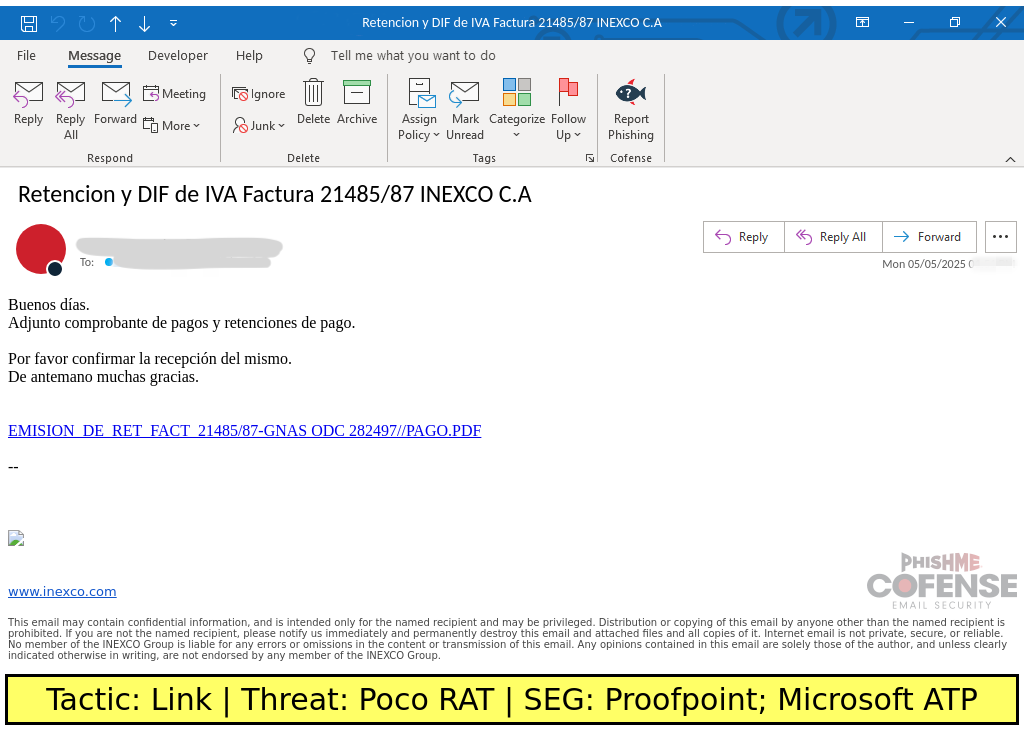 Retencion y DIF de IVA Factura 21485/87 INEXCO C.A
File Message Developer Help Tell me what you want to do
Reply
Reply All
Forward
Meeting
More
Respond
Ignore
Junk
Delete
Archive
Delete
Assign Policy
Mark Unread
Categorize
Follow Up
Tags
Report Phishing
Cofense
Retencion y DIF de IVA Factura 21485/87 INEXCO C.A
Reply Reply All Forward
To:
Mon 05/05/2025
Buenos días.
Adjunto comprobante de pagos y retenciones de pago.
Por favor confirmar la recepción del mismo.
De antemano muchas gracias.
EMISION_DE_RET_FACT_21485/87-GNAS ODC 282497//PAGO.PDF
--
www.inexco.com
PHISHME
COFENSE
EMAIL SECURITY
This email may contain confidential information, and is intended only for the named recipient and may be privileged. Distribution or copying of this email by anyone other than the named recipient is
prohibited. If you are not the named recipient, please notify us immediately and permanently destroy this email and attached files and all copies of it. Internet email is not private, secure, or reliable.
No member of the INEXCO Group is liable for any errors or omissions in the content or transmission of this email. Any opinions contained in this email are solely those of the author, and unless clearly
indicated otherwise in writing, are not endorsed by any member of the INEXCO Group.
Tactic: Link | Threat: Poco RAT | SEG: Proofpoint; Microsoft ATP